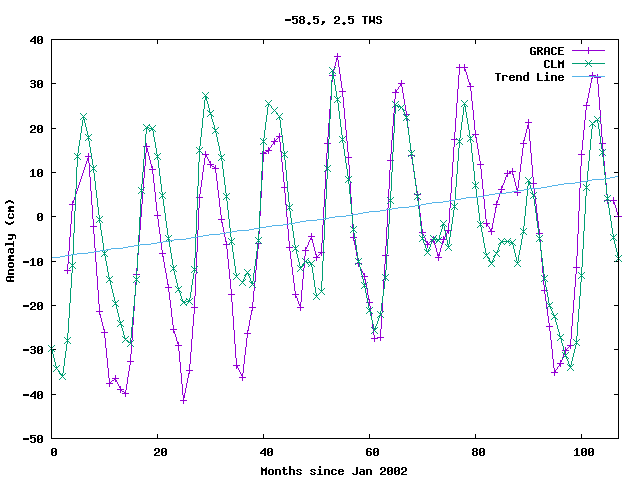 -58.5, 2.5 TWS
GRACE
CLM
Trend Line
40
30
20
10
0
-10
-20
-30
-40
-50
Anomaly (cm)
0 20 40 60 80 100
Months since Jan 2002